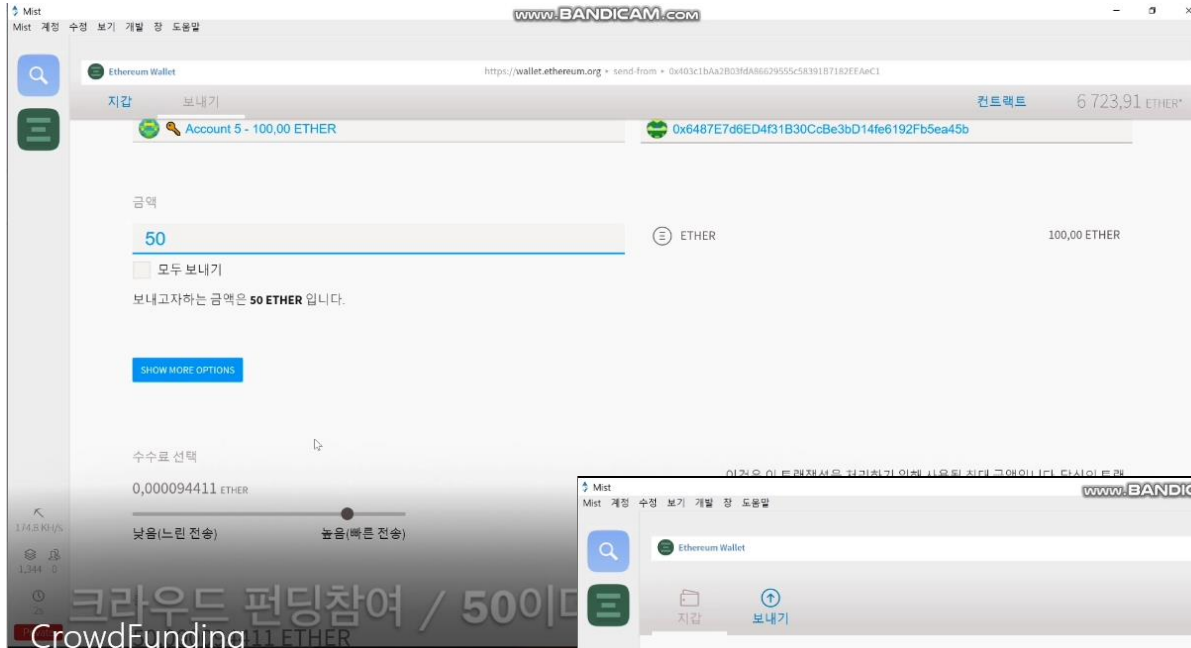 Mist
www.BANDICAM.com
Mist 계정 수정 보기 개발 창 도움말
Ethereum Wallet
https://wallet.ethereum.org ▸ send-from ▸ 0x403c1bAa2B03fdA86629555c58391B7182EEAeC1
지갑 보내기 컨트랙트 6 723,91 ETHER*
Account 5 - 100,00 ETHER
0x6487E7d6ED4f31B30CcBe3bD14fe6192Fb5ea45b
금액
50
ETHER 100,00 ETHER
모두 보내기
보내고자하는 금액은 50 ETHER 입니다.
SHOW MORE OPTIONS
수수료 선택
0,000094411 ETHER
낮음(느린 전송) 높음(빠른 전송)
174.8 KH/s
1,344 0
2s
크라우드 펀딩참여 / 50이
CrowdFunding
4411 ETHER
Mist
www.BANDIC
Mist 계정 수정 보기 개발 창 도움말
Ethereum Wallet
지갑 보내기